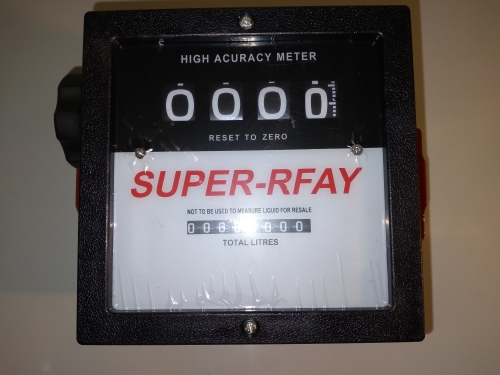 HIGH ACURACY METER
0000
RESET TO ZERO
SUPER-RFAY
NOT TO BE USED TO MEASURE LIQUID FOR RESALE
TOTAL LITRES